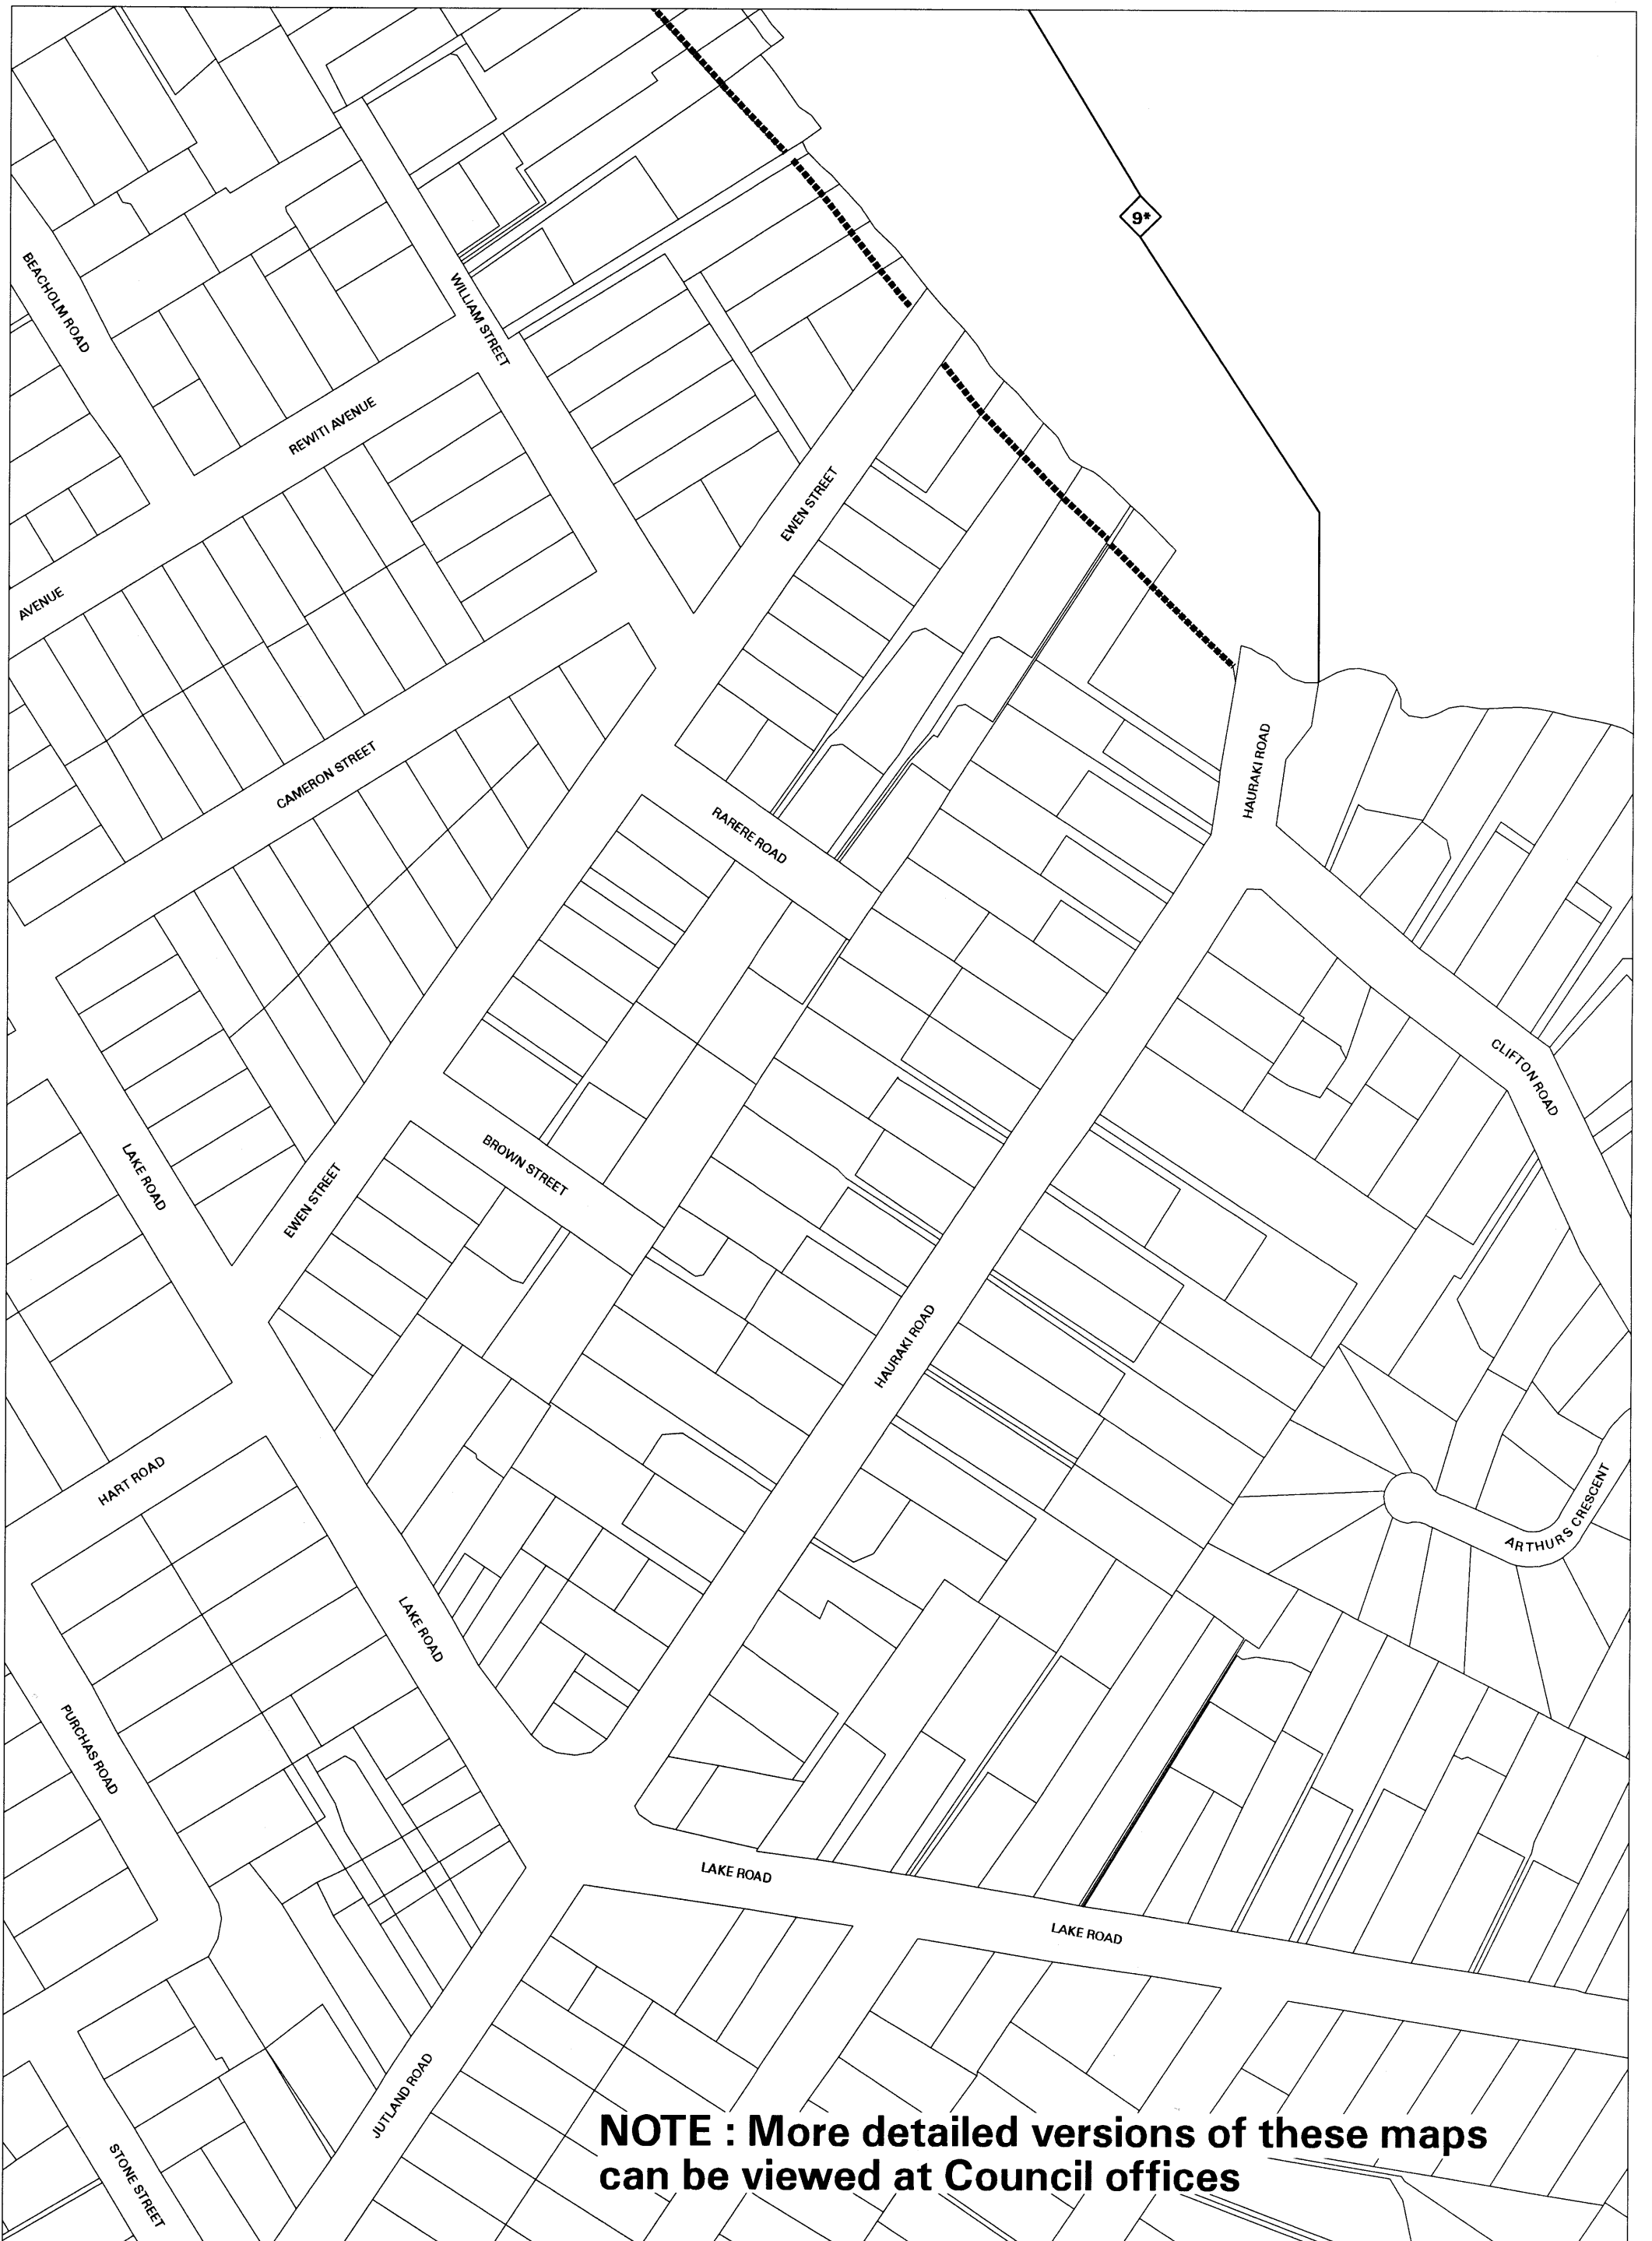 9*
BEACHOLM ROAD
WILLIAM STREET
REWITI AVENUE
EWEN STREET
AVENUE
HAURAKI ROAD
CAMERON STREET
RARERE ROAD
CLIFTON ROAD
LAKE ROAD
BROWN STREET
EWEN STREET
HAURAKI ROAD
HART ROAD
ARTHURS CRESCENT
LAKE ROAD
PURCHAS ROAD
LAKE ROAD
LAKE ROAD
JUTLAND ROAD
STONE STREET
NOTE : More detailed versions of these maps
can be viewed at Council offices